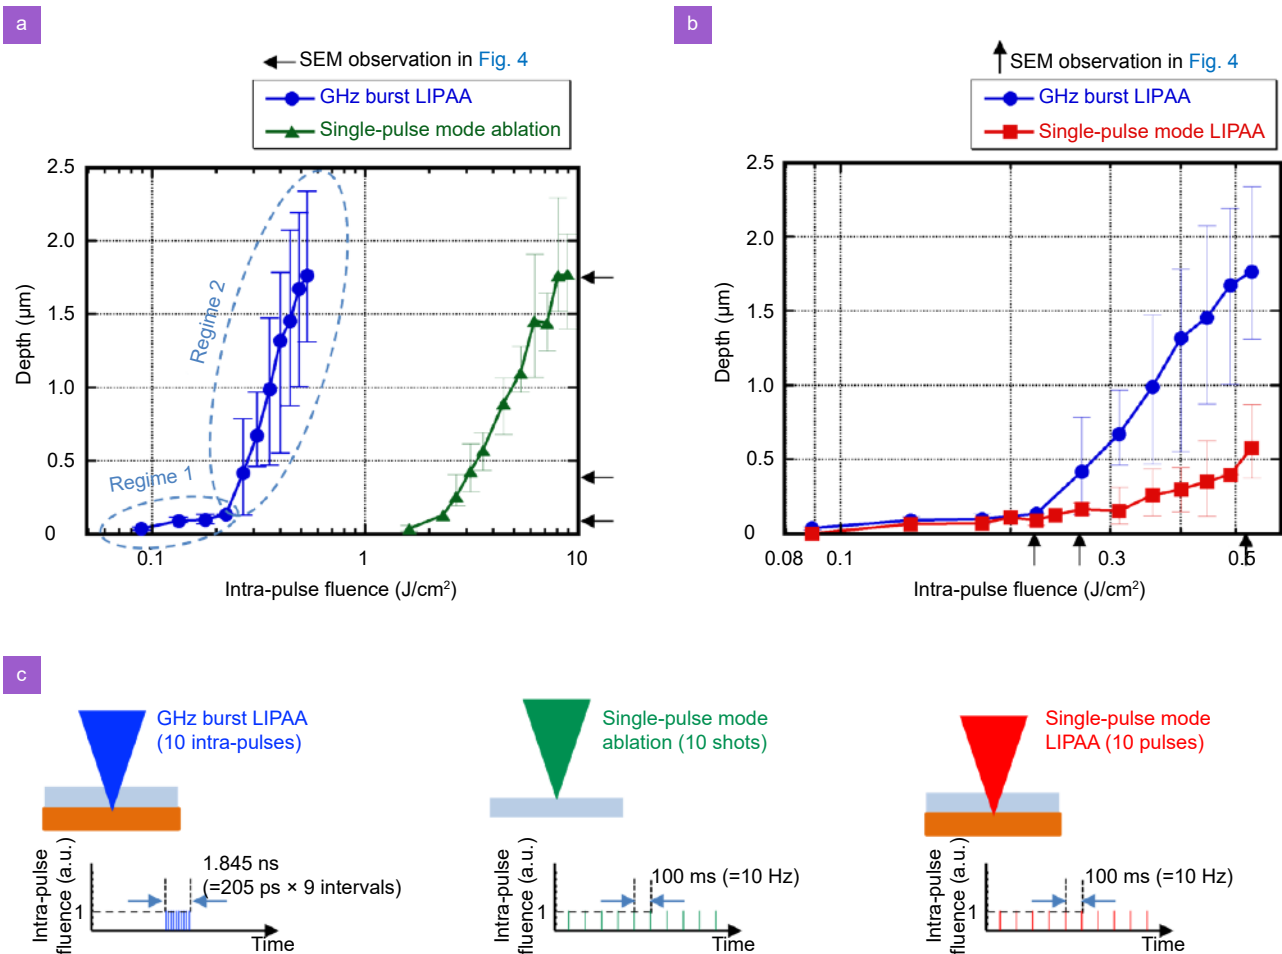 a
SEM observation in Fig. 4
GHz burst LIPAA
Single-pulse mode ablation
2.5
2.0
1.5
1.0
0.5
0
Depth (μm)
Regime 2
Regime 1
0.1
1
10
Intra-pulse fluence (J/cm²)
b
SEM observation in Fig. 4
GHz burst LIPAA
Single-pulse mode LIPAA
2.5
2.0
1.5
1.0
0.5
0
Depth (μm)
0.08
0.1
0.3
0.5
Intra-pulse fluence (J/cm²)
c
GHz burst LIPAA
(10 intra-pulses)
Intra-pulse
fluence (a.u.)
1
1.845 ns
(=205 ps × 9 intervals)
Time
Single-pulse mode
ablation (10 shots)
Intra-pulse
fluence (a.u.)
1
100 ms (=10 Hz)
Time
Single-pulse mode
LIPAA (10 pulses)
Intra-pulse
fluence (a.u.)
1
100 ms (=10 Hz)
Time